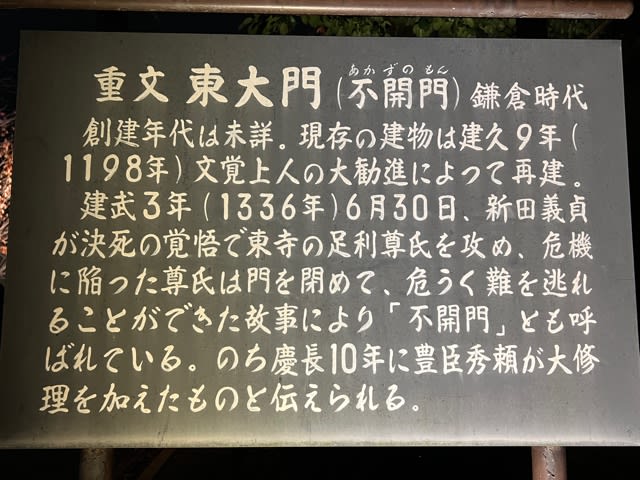 重文 東大門(不開門)鎌倉時代
あかずのもん
創建年代は未詳。現存の建物は建久9年(
1198年)文覚上人の大勧進によって再建。
建武3年(1336年)6月30日、新田義貞
が決死の覚悟で東寺の足利尊氏を攻め、危機
に陥った尊氏は門を閉めて、危うく難を逃れ
ることができた故事により「不開門」とも呼
ばれている。のち慶長10年に豊臣秀頼が大修
理を加えたものと伝えられる。